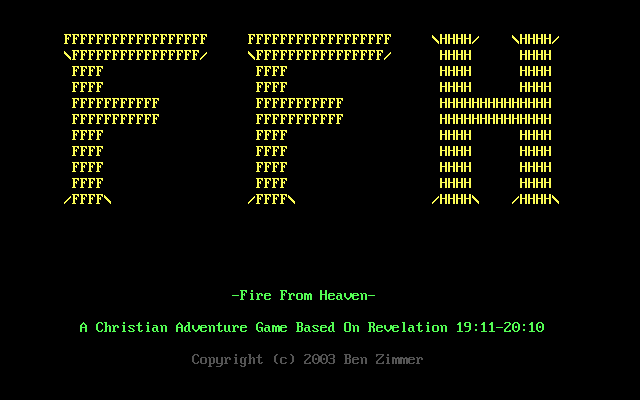 FFFFFFFFFFFFFFFFFF     FFFFFFFFFFFFFFFFFF     \HHHH/    \HHHH/
\FFFFFFFFFFFFFFFF/     \FFFFFFFFFFFFFFFF/      HHHH      HHHH
 FFFF                   FFFF                   HHHH      HHHH
 FFFF                   FFFF                   HHHH      HHHH
 FFFFFFFFFFF            FFFFFFFFFFF            HHHHHHHHHHHHHH
 FFFFFFFFFFF            FFFFFFFFFFF            HHHHHHHHHHHHHH
 FFFF                   FFFF                   HHHH      HHHH
 FFFF                   FFFF                   HHHH      HHHH
 FFFF                   FFFF                   HHHH      HHHH
 FFFF                   FFFF                   HHHH      HHHH
/FFFF\                 /FFFF\                 /HHHH\    /HHHH\
-Fire From Heaven-
A Christian Adventure Game Based On Revelation 19:11-20:10
Copyright (c) 2003 Ben Zimmer